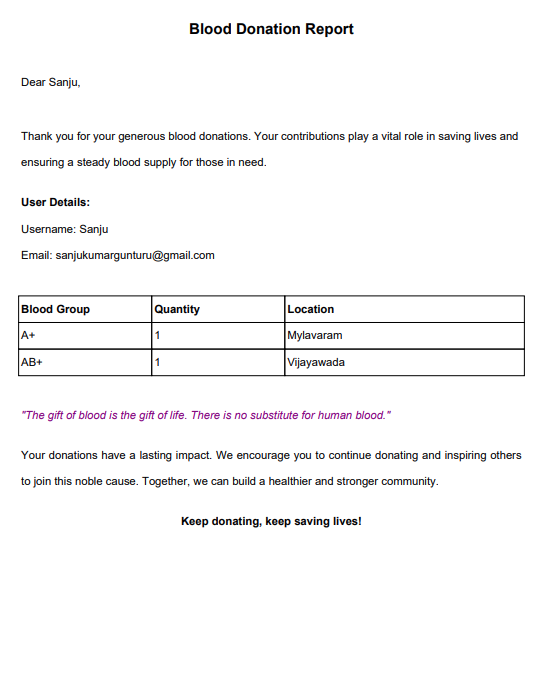 Blood Donation Report
Dear Sanju,
Thank you for your generous blood donations. Your contributions play a vital role in saving lives and
ensuring a steady blood supply for those in need.
User Details:
Username: Sanju
Email: sanjukumargunturu@gmail.com
Blood Group Quantity Location
A+ 1 Mylavaram
AB+ 1 Vijayawada
"The gift of blood is the gift of life. There is no substitute for human blood."
Your donations have a lasting impact. We encourage you to continue donating and inspiring others
to join this noble cause. Together, we can build a healthier and stronger community.
Keep donating, keep saving lives!